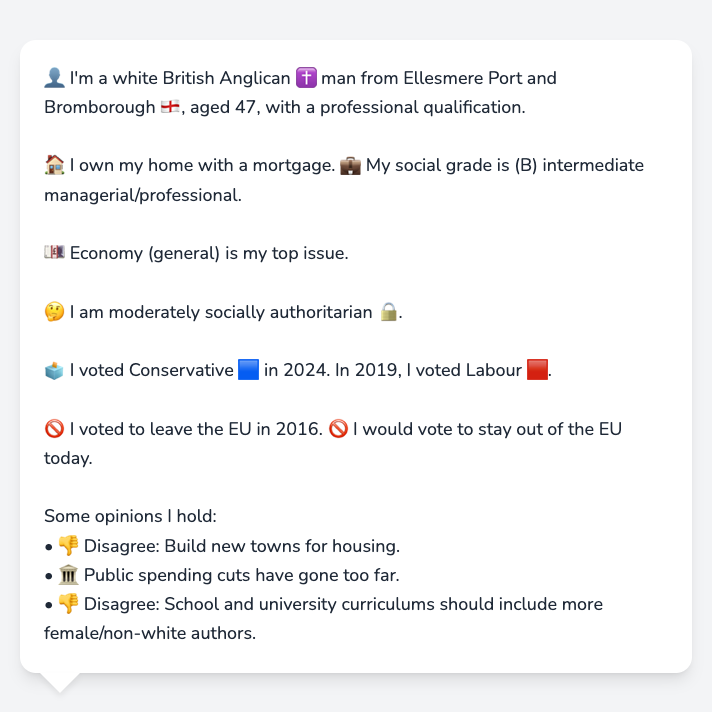 👤 I'm a white British Anglican ✝️ man from Ellesmere Port and
Bromborough 🏴󠁧󠁢󠁥󠁮󠁧󠁿, aged 47, with a professional qualification.
🏠 I own my home with a mortgage. 💼 My social grade is (B) intermediate
managerial/professional.
💷 Economy (general) is my top issue.
🤔 I am moderately socially authoritarian 🔒.
🗳️ I voted Conservative 🟦 in 2024. In 2019, I voted Labour 🟥.
🚫 I voted to leave the EU in 2016. 🚫 I would vote to stay out of the EU
today.
Some opinions I hold:
• 👎 Disagree: Build new towns for housing.
• 🏛️ Public spending cuts have gone too far.
• 👎 Disagree: School and university curriculums should include more
female/non-white authors.